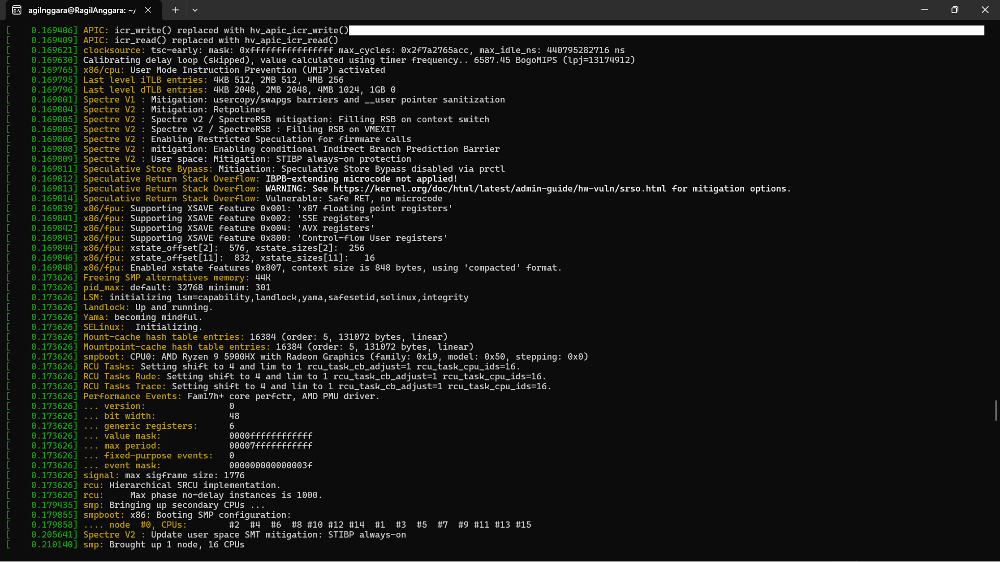 agilnggara@RagilAnggara: ~/
[    0.169406] APIC: icr_write() replaced with hv_apic_icr_write()
[    0.169409] APIC: icr_read() replaced with hv_apic_icr_read()
[    0.169621] clocksource: tsc-early: mask: 0xffffffffffffffff max_cycles: 0x2f7a2765acc, max_idle_ns: 440795282716 ns
[    0.169630] Calibrating delay loop (skipped), value calculated using timer frequency.. 6587.45 BogoMIPS (lpj=13174912)
[    0.169765] x86/cpu: User Mode Instruction Prevention (UMIP) activated
[    0.169795] Last level iTLB entries: 4KB 512, 2MB 512, 4MB 256
[    0.169796] Last level dTLB entries: 4KB 2048, 2MB 2048, 4MB 1024, 1GB 0
[    0.169801] Spectre V1 : Mitigation: usercopy/swapgs barriers and __user pointer sanitization
[    0.169804] Spectre V2 : Mitigation: Retpolines
[    0.169805] Spectre V2 : Spectre v2 / SpectreRSB mitigation: Filling RSB on context switch
[    0.169805] Spectre V2 : Spectre v2 / SpectreRSB : Filling RSB on VMEXIT
[    0.169806] Spectre V2 : Enabling Restricted Speculation for firmware calls
[    0.169808] Spectre V2 : mitigation: Enabling conditional Indirect Branch Prediction Barrier
[    0.169809] Spectre V2 : User space: Mitigation: STIBP always-on protection
[    0.169811] Speculative Store Bypass: Mitigation: Speculative Store Bypass disabled via prctl
[    0.169812] Speculative Return Stack Overflow: IBPB-extending microcode not applied!
[    0.169813] Speculative Return Stack Overflow: WARNING: See https://kernel.org/doc/html/latest/admin-guide/hw-vuln/srso.html for mitigation options.
[    0.169814] Speculative Return Stack Overflow: Vulnerable: Safe RET, no microcode
[    0.169839] x86/fpu: Supporting XSAVE feature 0x001: 'x87 floating point registers'
[    0.169841] x86/fpu: Supporting XSAVE feature 0x002: 'SSE registers'
[    0.169842] x86/fpu: Supporting XSAVE feature 0x004: 'AVX registers'
[    0.169843] x86/fpu: Supporting XSAVE feature 0x800: 'Control-flow User registers'
[    0.169844] x86/fpu: xstate_offset[2]:  576, xstate_sizes[2]:  256
[    0.169846] x86/fpu: xstate_offset[11]:  832, xstate_sizes[11]:   16
[    0.169848] x86/fpu: Enabled xstate features 0x807, context size is 848 bytes, using 'compacted' format.
[    0.173626] Freeing SMP alternatives memory: 44K
[    0.173626] pid_max: default: 32768 minimum: 301
[    0.173626] LSM: initializing lsm=capability,landlock,yama,safesetid,selinux,integrity
[    0.173626] landlock: Up and running.
[    0.173626] Yama: becoming mindful.
[    0.173626] SELinux:  Initializing.
[    0.173626] Mount-cache hash table entries: 16384 (order: 5, 131072 bytes, linear)
[    0.173626] Mountpoint-cache hash table entries: 16384 (order: 5, 131072 bytes, linear)
[    0.173626] smpboot: CPU0: AMD Ryzen 9 5900HX with Radeon Graphics (family: 0x19, model: 0x50, stepping: 0x0)
[    0.173626] RCU Tasks: Setting shift to 4 and lim to 1 rcu_task_cb_adjust=1 rcu_task_cpu_ids=16.
[    0.173626] RCU Tasks Rude: Setting shift to 4 and lim to 1 rcu_task_cb_adjust=1 rcu_task_cpu_ids=16.
[    0.173626] RCU Tasks Trace: Setting shift to 4 and lim to 1 rcu_task_cb_adjust=1 rcu_task_cpu_ids=16.
[    0.173626] Performance Events: Fam17h+ core perfctr, AMD PMU driver.
[    0.173626] ... version:                0
[    0.173626] ... bit width:              48
[    0.173626] ... generic registers:      6
[    0.173626] ... value mask:             0000ffffffffffff
[    0.173626] ... max period:             00007fffffffffff
[    0.173626] ... fixed-purpose events:   0
[    0.173626] ... event mask:             000000000000003f
[    0.173626] signal: max sigframe size: 1776
[    0.173626] rcu: Hierarchical SRCU implementation.
[    0.173626] rcu:     Max phase no-delay instances is 1000.
[    0.179435] smp: Bringing up secondary CPUs ...
[    0.179855] smpboot: x86: Booting SMP configuration:
[    0.179858] .... node  #0, CPUs:        #2  #4  #6  #8 #10 #12 #14  #1  #3  #5  #7  #9 #11 #13 #15
[    0.205641] Spectre V2 : Update user space SMT mitigation: STIBP always-on
[    0.210140] smp: Brought up 1 node, 16 CPUs